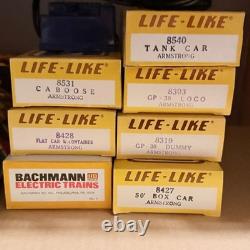 LIFE-LIKE®
8531
CABOOSE
ARMSTRONG
LIFE-LIKE®
8428
FLAT CAR W/CONTAINER
ARMSTRONG
BACHMANN
ELECTRIC TRAINS
LIFE-LIKE®
8540
TANK CAR
ARMSTRONG
LIFE-LIKE®
8303
GP-38 LOCO
ARMSTRONG
LIFE-LIKE®
8319
GP-38 DUMMY
ARMSTRONG
LIFE-LIKE®
8427
50' BOX CAR
ARMSTRONG